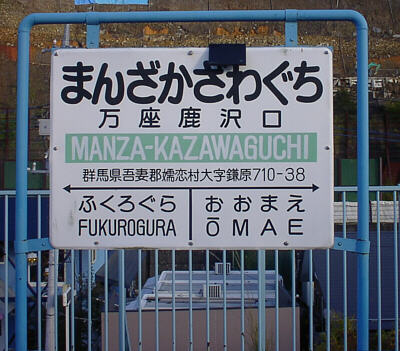 まんざかざわぐち
万座鹿沢口
MANZA-KAZAWAGUCHI
群馬県吾妻郡嬬恋村大字鎌原710-38
ふくろぐら おおまえ
FUKUROGURA ŌMAE